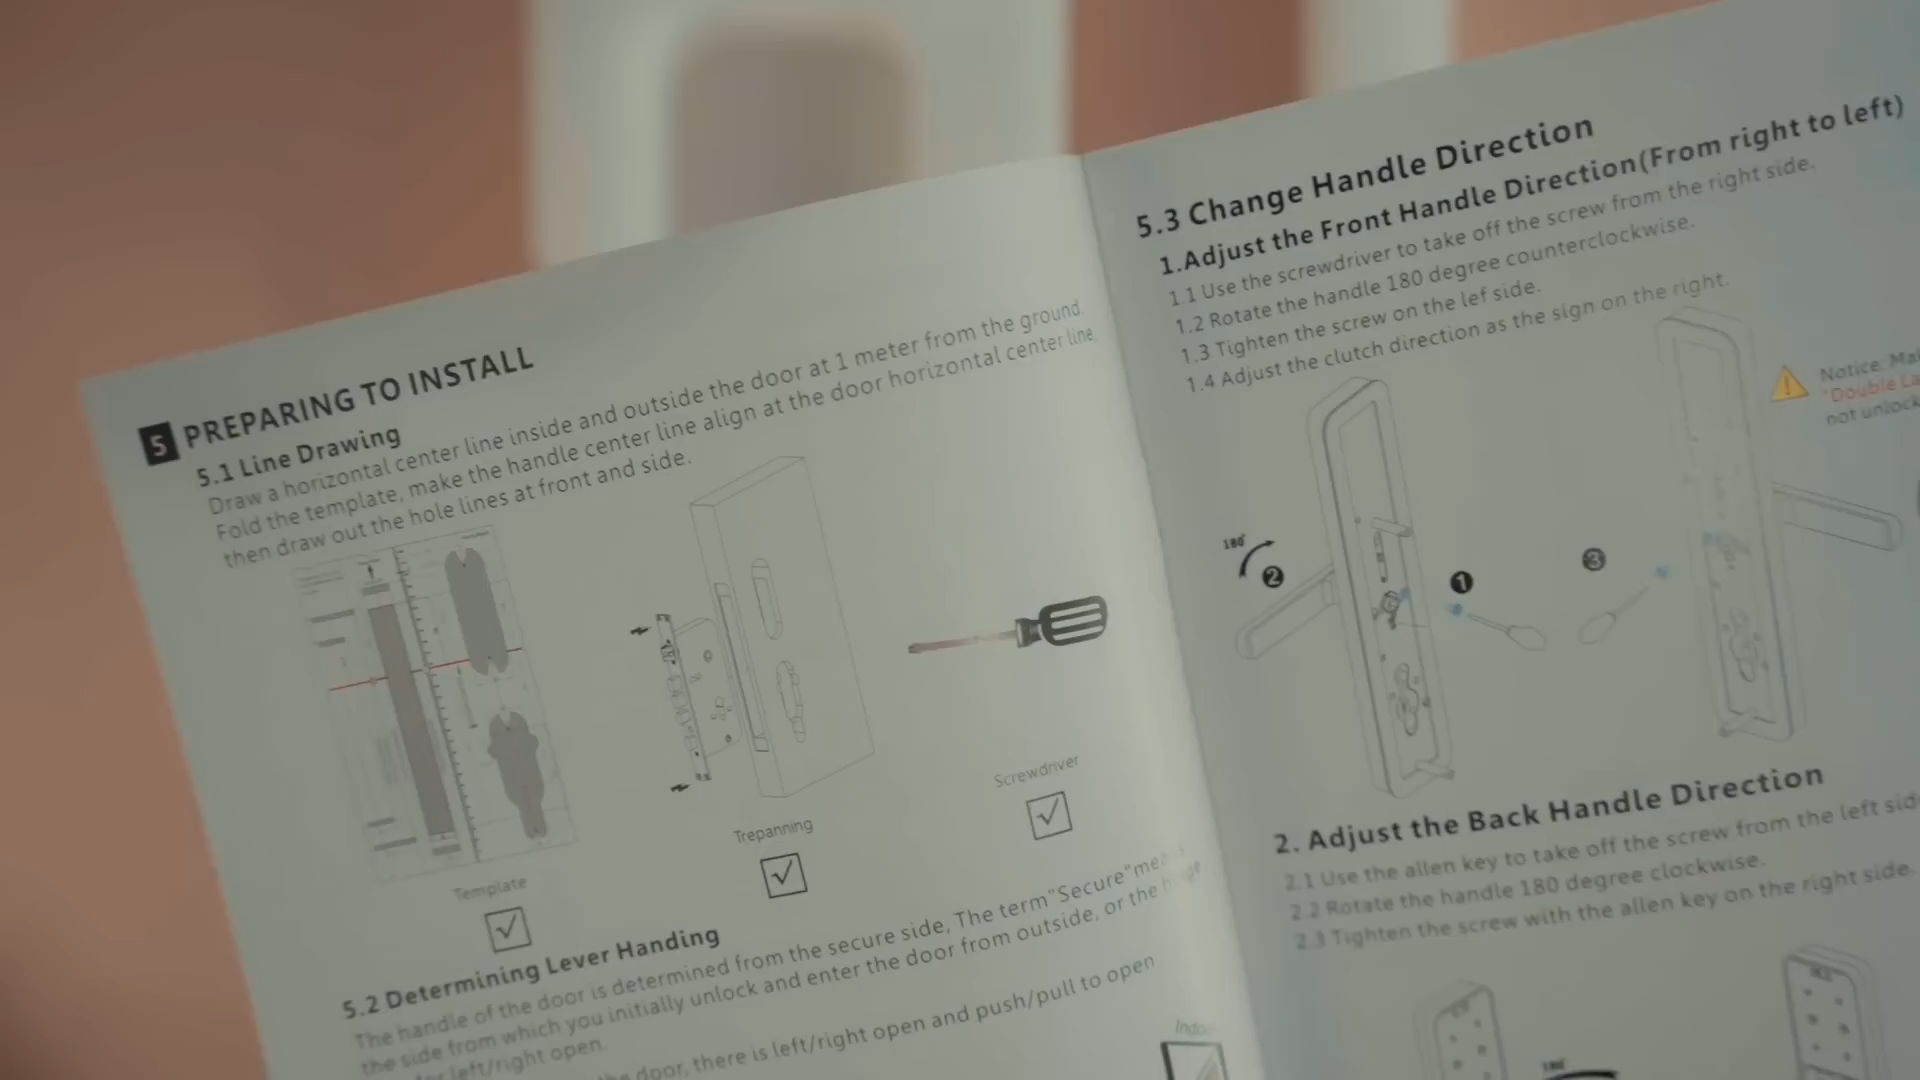 5 PREPARING TO INSTALL
5.1 Line Drawing
Draw a horizontal center line inside and outside the door at 1 meter from the ground.
Fold the template, make the handle center line align at the door horizontal center line,
then draw out the hole lines at front and side.
Template
Trepanning
Screwdriver
5.2 Determining Lever Handing
The handle of the door is determined from the secure side, The term"Secure"
the side from which you initially unlock and enter the door from outside, or the
left/right open.
door, there is left/right open and push/pull to open
5.3 Change Handle Direction
1.Adjust the Front Handle Direction(From right to left)
1.1 Use the screwdriver to take off the screw from the right side.
1.2 Rotate the handle 180 degree counterclockwise.
1.3 Tighten the screw on the lef side.
1.4 Adjust the clutch direction as the sign on the right.
Notice:
"Double
not unlock
180°
2
1
3
2. Adjust the Back Handle Direction
2.1 Use the allen key to take off the screw from the left
2.2 Rotate the handle 180 degree clockwise.
2.3 Tighten the screw with the allen key on the right side.
180°